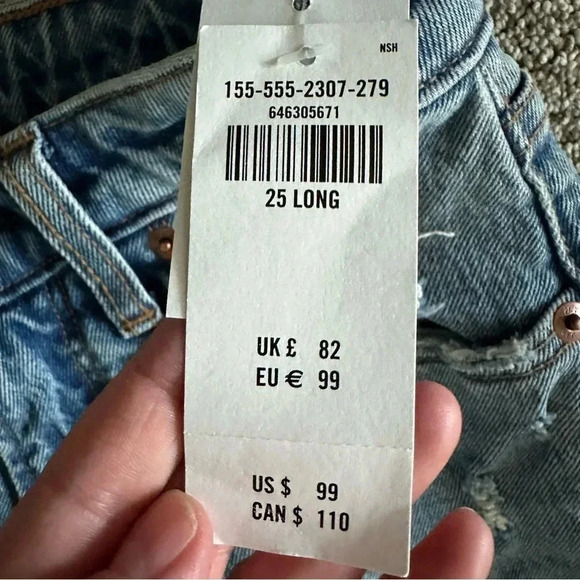 NSH
155-555-2307-279
646305671
25 LONG
UK £ 82
EU € 99
US $ 99
CAN $ 110